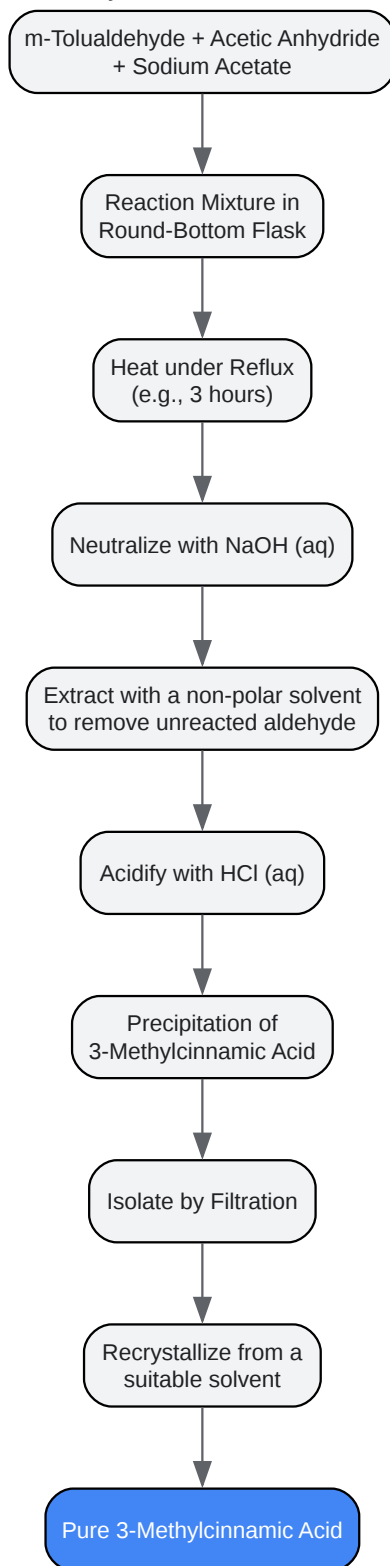 m-Tolualdehyde + Acetic Anhydride
+ Sodium Acetate
Reaction Mixture in
Round-Bottom Flask
Heat under Reflux
(e.g., 3 hours)
Neutralize with NaOH (aq)
Extract with a non-polar solvent
to remove unreacted aldehyde
Acidify with HCl (aq)
Precipitation of
3-Methylcinnamic Acid
Isolate by Filtration
Recrystallize from a
suitable solvent
Pure 3-Methylcinnamic Acid